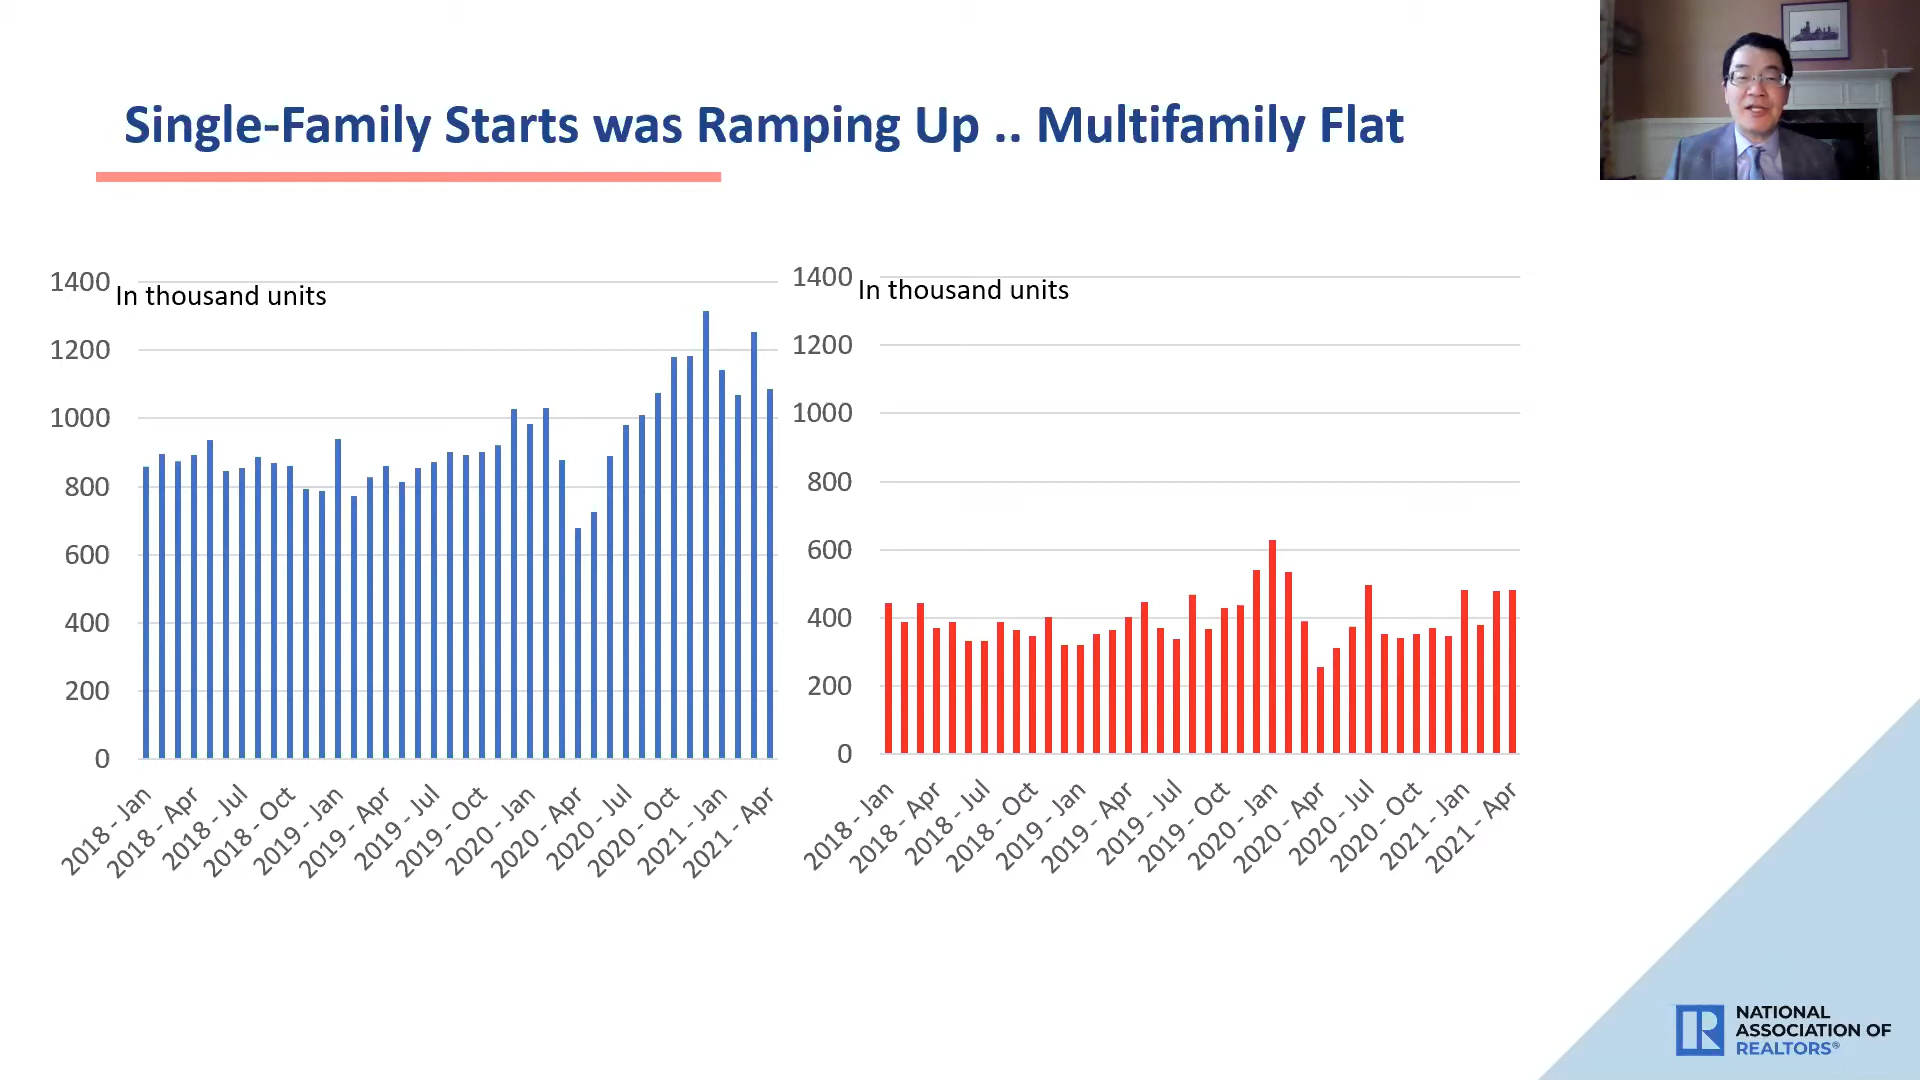 Single-Family Starts was Ramping Up .. Multifamily Flat
1400
In thousand units
1200
1000
800
600
400
200
0
2018 - Jan
2018 - Apr
2018 - Jul
2018 - Oct
2019 - Jan
2019 - Apr
2019 - Jul
2019 - Oct
2020 - Jan
2020 - Apr
2020 - Jul
2020 - Oct
2021 - Jan
2021 - Apr
1400
In thousand units
1200
1000
800
600
400
200
0
2018 - Jan
2018 - Apr
2018 - Jul
2018 - Oct
2019 - Jan
2019 - Apr
2019 - Jul
2019 - Oct
2020 - Jan
2020 - Apr
2020 - Jul
2020 - Oct
2021 - Jan
2021 - Apr
NATIONAL
ASSOCIATION OF
REALTORS®